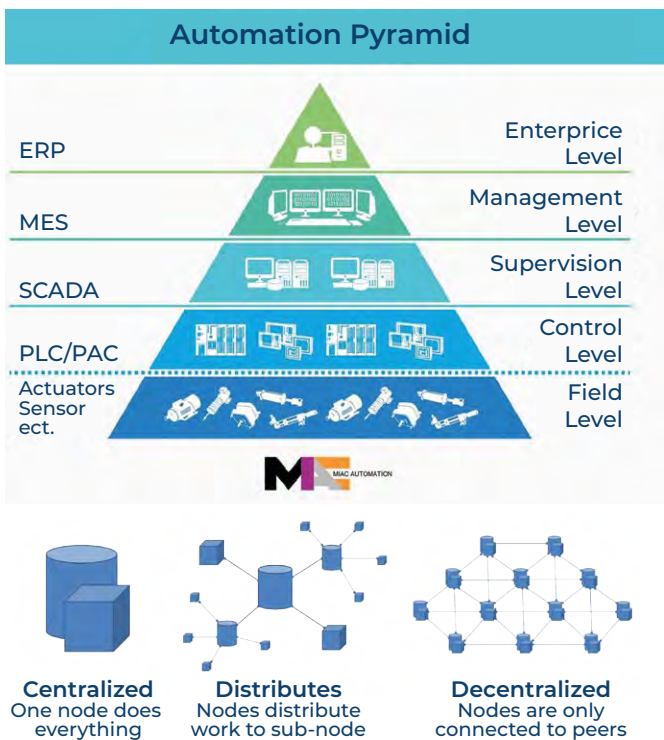 Automation Pyramid
ERP
Enterprice
Level
MES
Management
Level
SCADA
Supervision
Level
PLC/PAC
Control
Level
Actuators
Sensor
ect.
Field
Level
MIAC AUTOMATION
Centralized
One node does
everything
Distributes
Nodes distribute
work to sub-node
Decentralized
Nodes are only
connected to peers